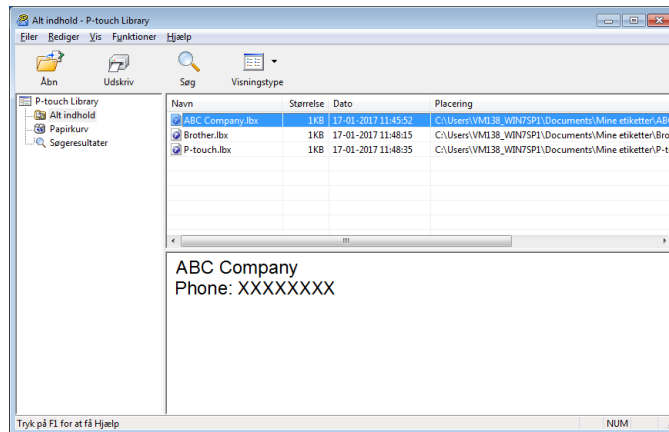 Alt indhold - P-touch Library
Eiler Rediger Vis Funktioner Hjælp
Åbn Udskriv Søg Visningstype
P-touch Library
Alt indhold
Papirkurv
Søgeresultater
Navn Størrelse Dato Placering
ABC Company.lbx 1KB 17-01-2017 11:45:52 C:\Users\VM138_WIN7SP1\Documents\Mine etiketter\ABC
Brother.lbx 1KB 17-01-2017 11:48:15 C:\Users\VM138_WIN7SP1\Documents\Mine etiketter\Bro
P-touch.lbx 1KB 17-01-2017 11:48:35 C:\Users\VM138_WIN7SP1\Documents\Mine etiketter\P-t
ABC Company
Phone: XXXXXXXX
Tryk på F1 for at få Hjælp NUM